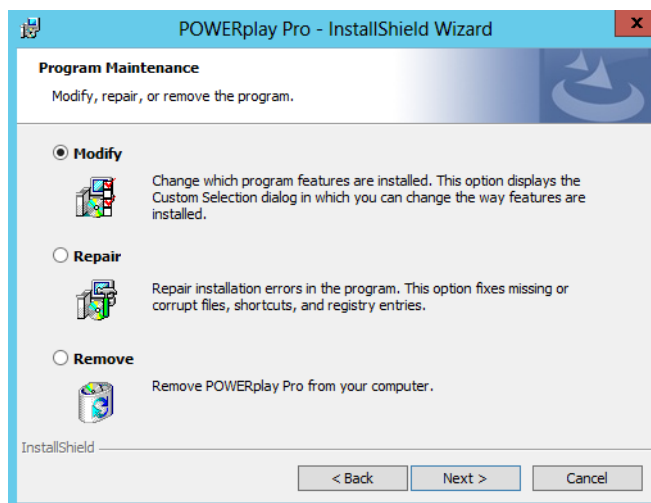 POWERplay Pro - InstallShield Wizard
x
Program Maintenance
Modify, repair, or remove the program.
Modify
Change which program features are installed. This option displays the
Custom Selection dialog in which you can change the way features are
installed.
Repair
Repair installation errors in the program. This option fixes missing or
corrupt files, shortcuts, and registry entries.
Remove
Remove POWERplay Pro from your computer.
InstallShield
< Back
Next >
Cancel